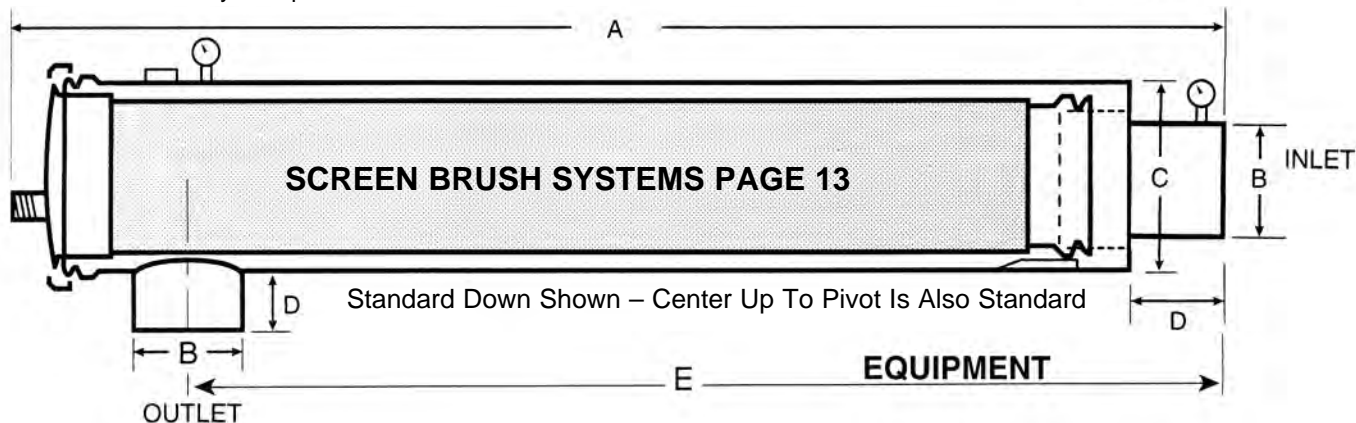 A
SCREEN BRUSH SYSTEMS PAGE 13
C
B
INLET
D
Standard Down Shown – Center Up To Pivot Is Also Standard
D
B
E
EQUIPMENT
OUTLET